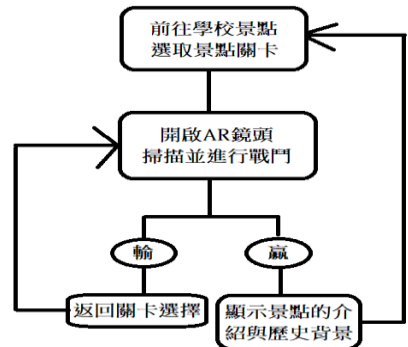 前往學校景點
選取景點關卡
開啟AR鏡頭
掃描並進行戰鬥
輸
贏
返回關卡選擇
顯示景點的介
紹與歷史背景